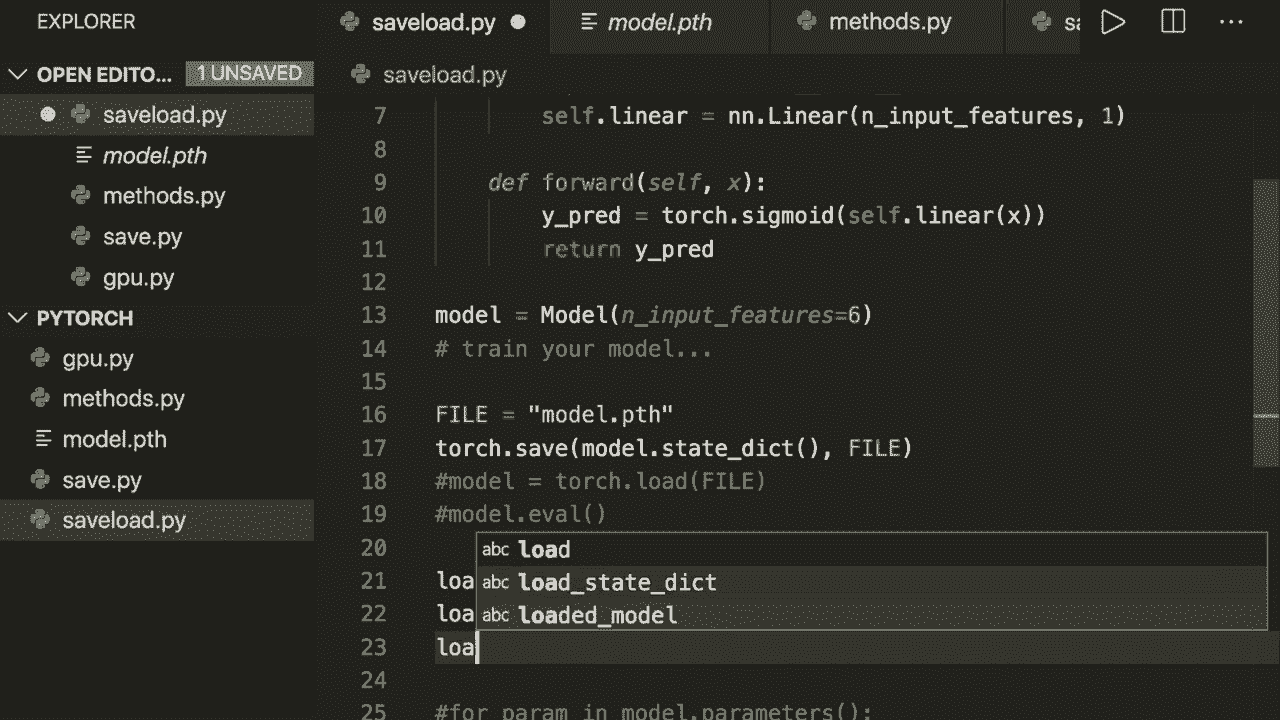 EXPLORER
OPEN EDITO... 1 UNSAVED
saveload.py
model.pth
methods.py
save.py
gpu.py
PYTORCH
gpu.py
methods.py
model.pth
save.py
saveload.py
saveload.py model.pth methods.py sa
saveload.py
7 self.linear = nn.Linear(n_input_features, 1)
8
9 def forward(self, x):
10 y_pred = torch.sigmoid(self.linear(x))
11 return y_pred
12
13 model = Model(n_input_features=6)
14 # train your model...
15
16 FILE = "model.pth"
17 torch.save(model.state_dict(), FILE)
18 #model = torch.load(FILE)
19 #model.eval()
20
21 loa
22 loa
23 loa
24
25 #for param in model.parameters():
abc load
abc load_state_dict
abc loaded_model